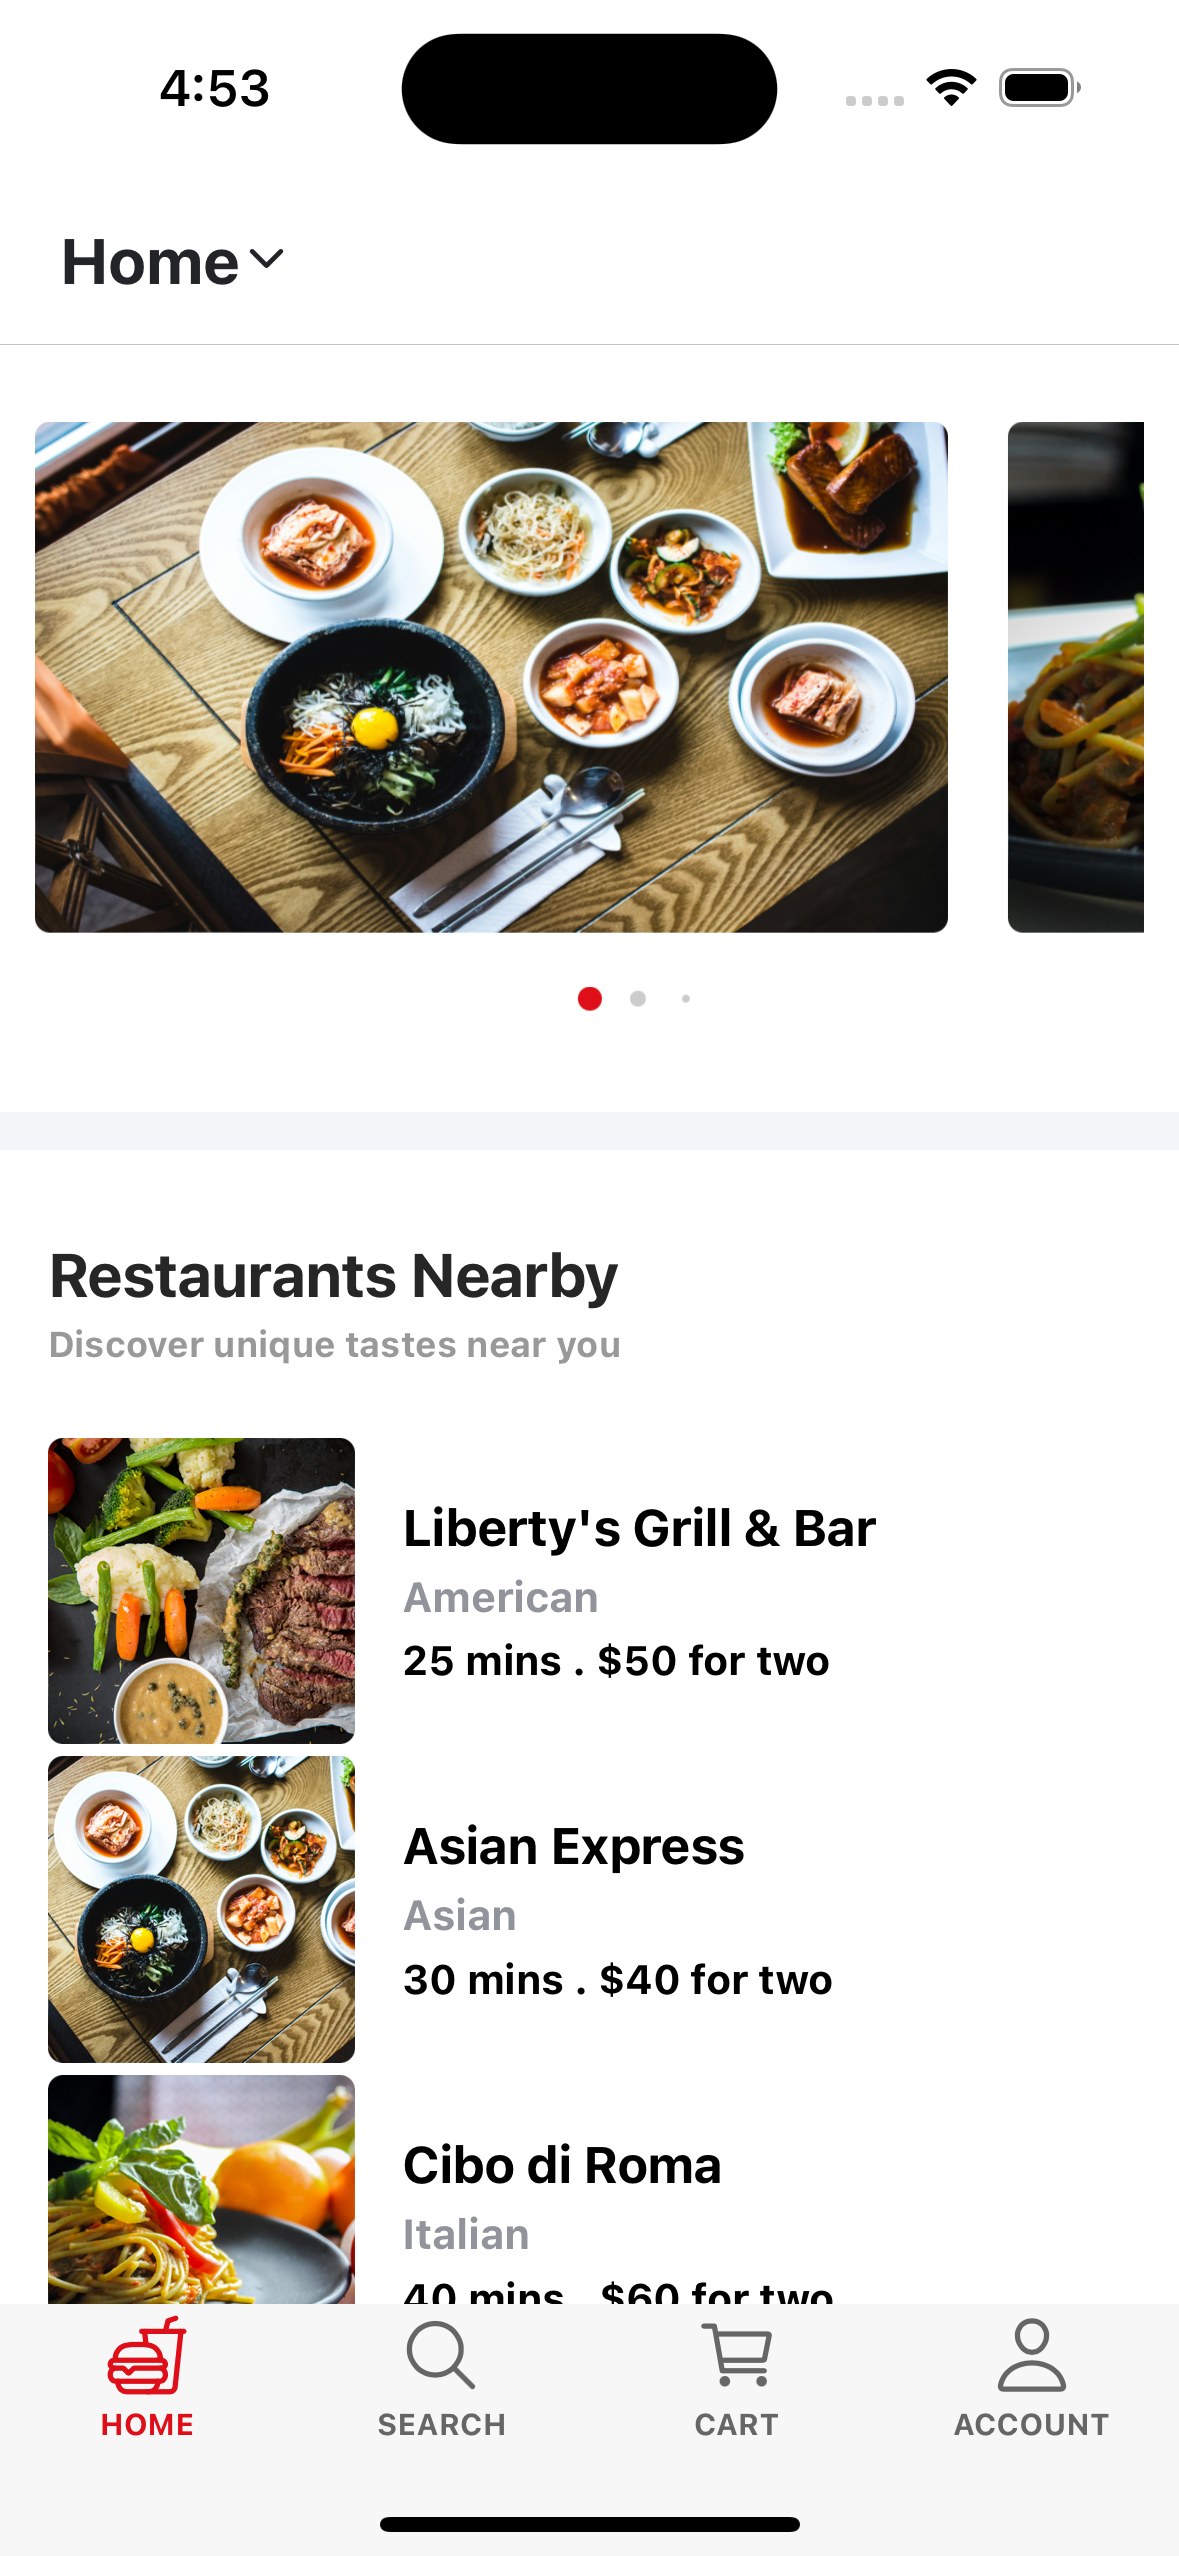 4:53
Home
Restaurants Nearby
Discover unique tastes near you
Liberty's Grill & Bar
American
25 mins . $50 for two
Asian Express
Asian
30 mins . $40 for two
Cibo di Roma
Italian
40 mins . $60 for two
HOME
SEARCH
CART
ACCOUNT